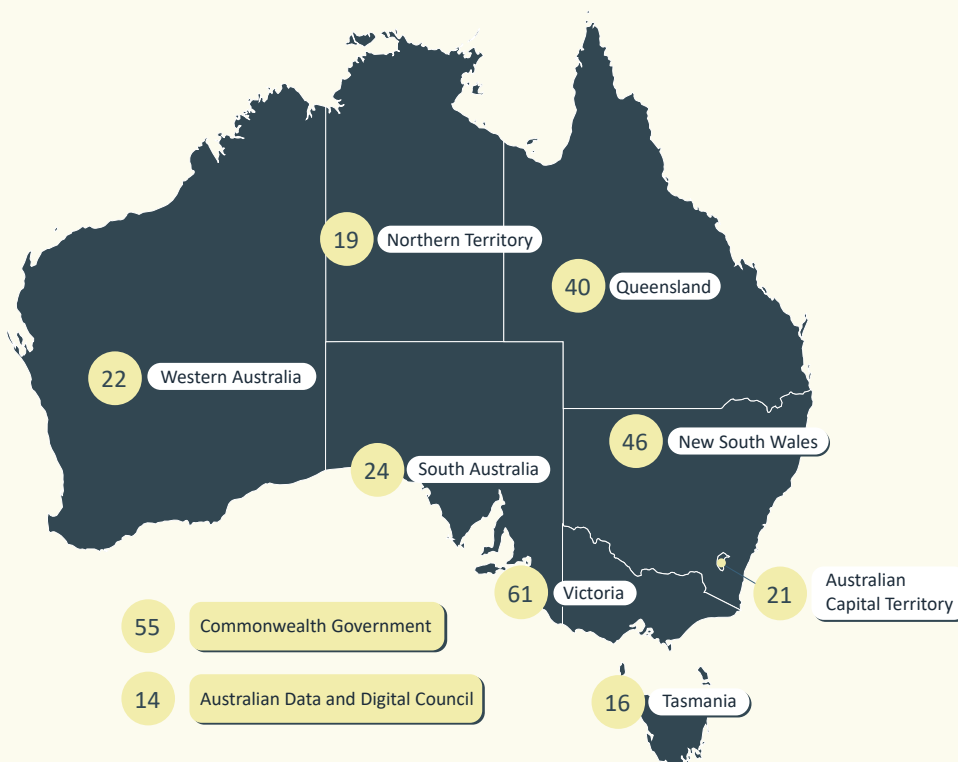 19 Northern Territory
40 Queensland
22 Western Australia
46 New South Wales
24 South Australia
61 Victoria
21 Australian
Capital Territory
55 Commonwealth Government
14 Australian Data and Digital Council
16 Tasmania